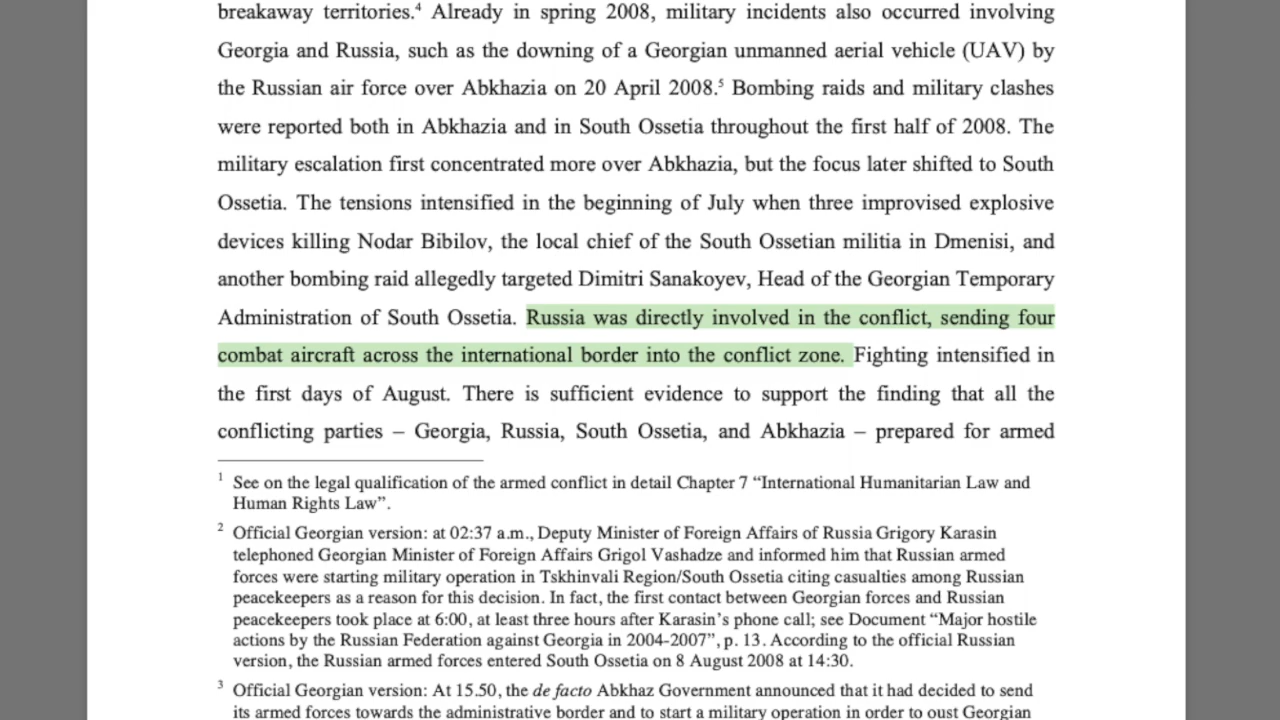 breakaway territories.⁴ Already in spring 2008, military incidents also occurred involving
Georgia and Russia, such as the downing of a Georgian unmanned aerial vehicle (UAV) by
the Russian air force over Abkhazia on 20 April 2008.⁵ Bombing raids and military clashes
were reported both in Abkhazia and in South Ossetia throughout the first half of 2008. The
military escalation first concentrated more over Abkhazia, but the focus later shifted to South
Ossetia. The tensions intensified in the beginning of July when three improvised explosive
devices killing Nodar Bibilov, the local chief of the South Ossetian militia in Dmenisi, and
another bombing raid allegedly targeted Dimitri Sanakoyev, Head of the Georgian Temporary
Administration of South Ossetia. Russia was directly involved in the conflict, sending four
combat aircraft across the international border into the conflict zone. Fighting intensified in
the first days of August. There is sufficient evidence to support the finding that all the
conflicting parties – Georgia, Russia, South Ossetia, and Abkhazia – prepared for armed
¹ See on the legal qualification of the armed conflict in detail Chapter 7 “International Humanitarian Law and
Human Rights Law”.
² Official Georgian version: at 02:37 a.m., Deputy Minister of Foreign Affairs of Russia Grigory Karasin
telephoned Georgian Minister of Foreign Affairs Grigol Vashadze and informed him that Russian armed
forces were starting military operation in Tskhinvali Region/South Ossetia citing casualties among Russian
peacekeepers as a reason for this decision. In fact, the first contact between Georgian forces and Russian
peacekeepers took place at 6:00, at least three hours after Karasin’s phone call; see Document “Major hostile
actions by the Russian Federation against Georgia in 2004-2007”, p. 13. According to the official Russian
version, the Russian armed forces entered South Ossetia on 8 August 2008 at 14:30.
³ Official Georgian version: At 15.50, the de facto Abkhaz Government announced that it had decided to send
its armed forces towards the administrative border and to start a military operation in order to oust Georgian